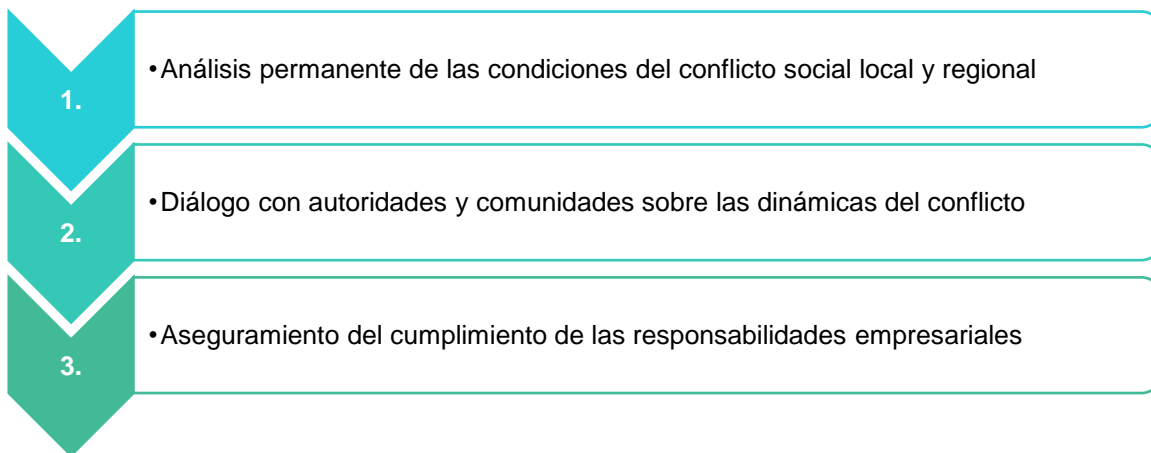 1.
•Análisis permanente de las condiciones del conflicto social local y regional
2.
•Diálogo con autoridades y comunidades sobre las dinámicas del conflicto
3.
•Aseguramiento del cumplimiento de las responsabilidades empresariales